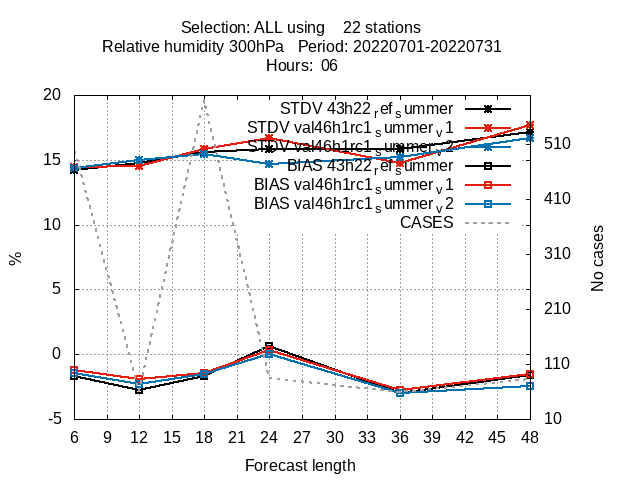 Selection: ALL using 22 stations
Relative humidity 300hPa Period: 20220701-20220731
Hours: 06
20
15
10
5
0
-5
%
STDV 43h22_ref_summer
STDV val46h1rc1_summer_v1
STDV val46h1rc1_summer_v2
BIAS 43h22_ref_summer
BIAS val46h1rc1_summer_v1
BIAS val46h1rc1_summer_v2
CASES
510
410
310
210
110
10
No cases
6 9 12 15 18 21 24 27 30 33 36 39 42 45 48
Forecast length